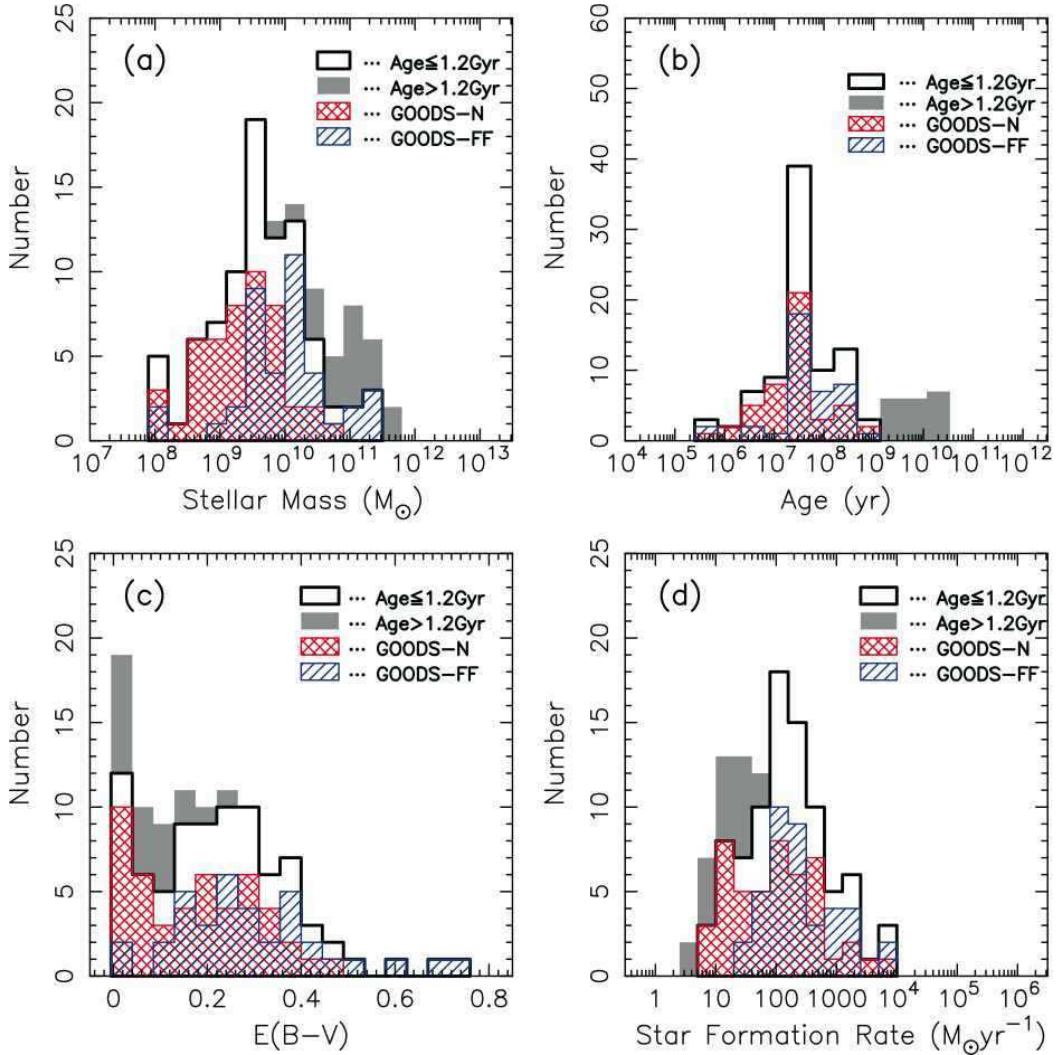 (a)
··· Age≦1.2Gyr
··· Age>1.2Gyr
··· GOODS−N
··· GOODS−FF
Number
0 5 10 15 20 25
10⁷ 10⁸ 10⁹ 10¹⁰ 10¹¹ 10¹² 10¹³
Stellar Mass (M☉)
(b)
··· Age≦1.2Gyr
··· Age>1.2Gyr
··· GOODS−N
··· GOODS−FF
Number
0 10 20 30 40 50 60
10⁴ 10⁵ 10⁶ 10⁷ 10⁸ 10⁹ 10¹⁰ 10¹¹ 10¹²
Age (yr)
(c)
··· Age≦1.2Gyr
··· Age>1.2Gyr
··· GOODS−N
··· GOODS−FF
Number
0 5 10 15 20 25
0 0.2 0.4 0.6 0.8
E(B−V)
(d)
··· Age≦1.2Gyr
··· Age>1.2Gyr
··· GOODS−N
··· GOODS−FF
Number
0 5 10 15 20 25
1 10 100 1000 10⁴ 10⁵ 10⁶
Star Formation Rate (M☉yr⁻¹)